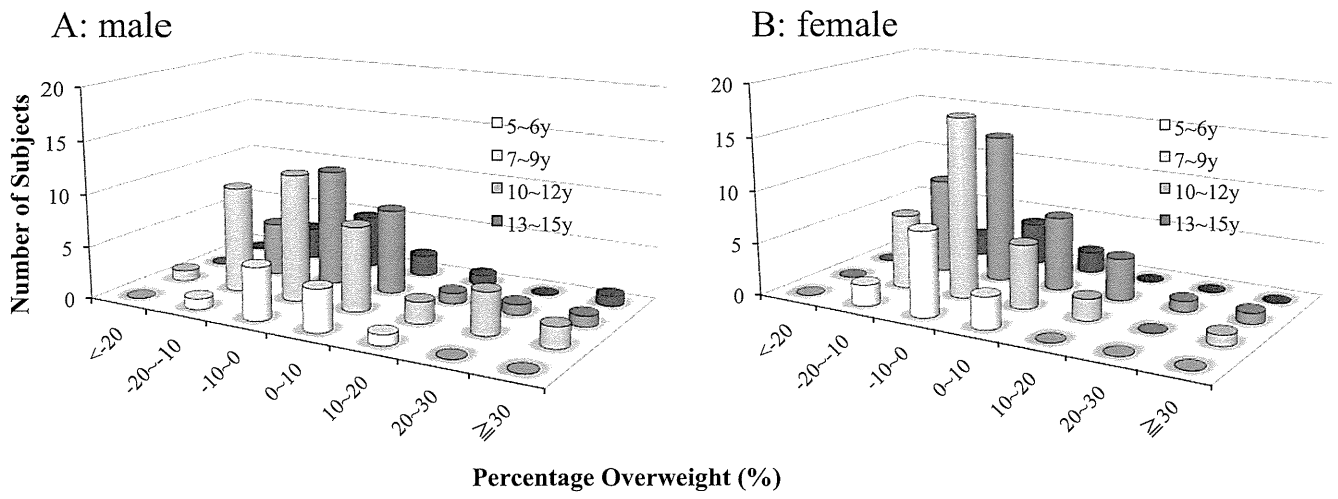 A: male
20
15
10
5
0
Number of Subjects
5~6y
7~9y
10~12y
13~15y
<-20
-20~-10
-10~0
0~10
10~20
20~30
≧30
B: female
20
15
10
5
0
5~6y
7~9y
10~12y
13~15y
<-20
-20~-10
-10~0
0~10
10~20
20~30
≧30
Percentage Overweight (%)